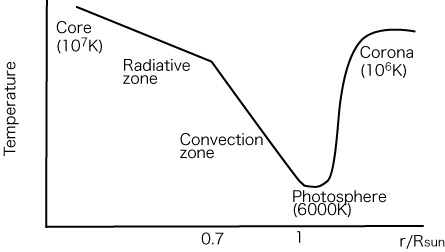 Core
(10⁷K)
Radiative
zone
Corona
(10⁶K)
Temperature
Convection
zone
Photosphere
(6000K)
0.7
1
r/Rsun